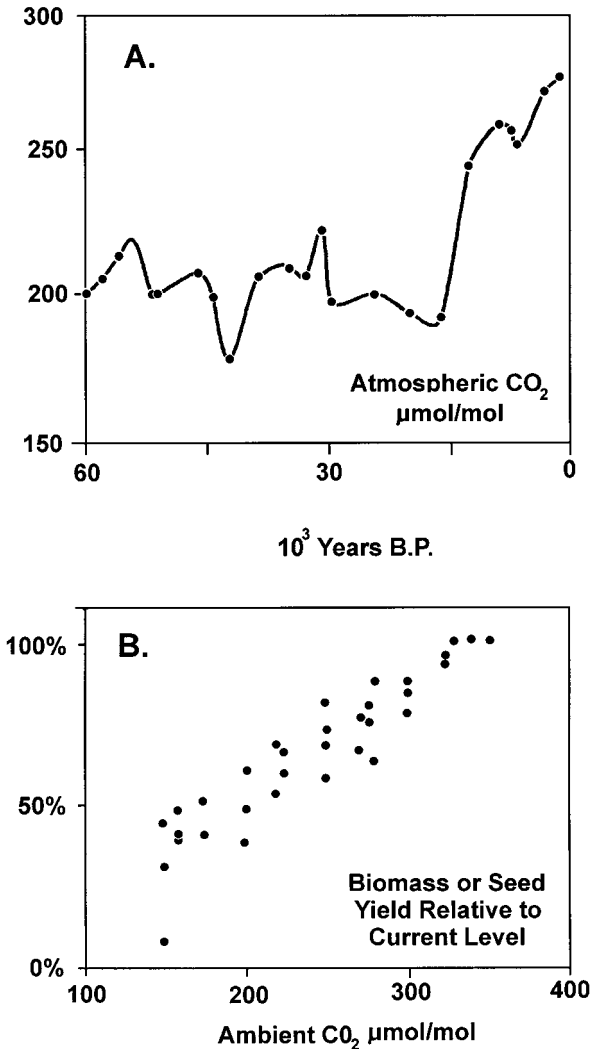 300
A.
250
200
Atmospheric CO2
µmol/mol
150
60
30
0
10³ Years B.P.
100%
B.
50%
Biomass or Seed
Yield Relative to
Current Level
0%
100
200
300
400
Ambient C0₂ µmol/mol